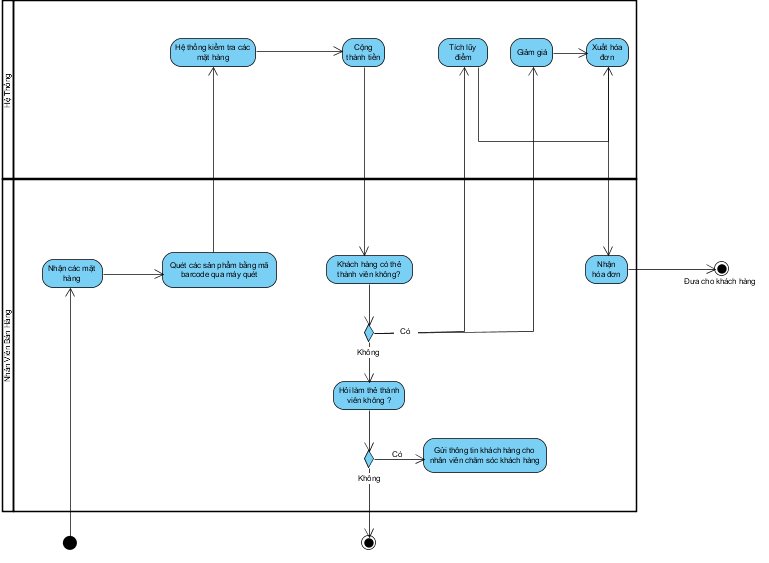 Hệ Thống
Hệ thống kiểm tra các
mặt hàng
Cộng
thành tiền
Tích lũy
điểm
Giảm giá
Xuất hóa
đơn
Nhân Viên Bán Hàng
Nhận các mặt
hàng
Quét các sản phẩm bằng mã
barcode qua máy quét
Khách hàng có thẻ
thành viên không?
Nhận
hóa đơn
Đưa cho khách hàng
Có
Không
Hỏi làm thẻ thành
viên không ?
Có
Gửi thông tin khách hàng cho
nhân viên chăm sóc khách hàng
Không